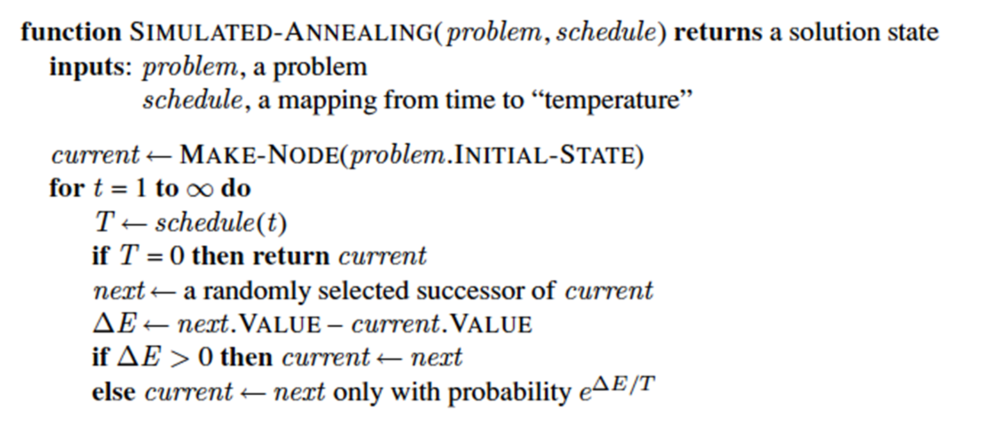 function SIMULATED-ANNEALING(problem, schedule) returns a solution state
inputs: problem, a problem
schedule, a mapping from time to “temperature”
current ← MAKE-NODE(problem.INITIAL-STATE)
for t = 1 to ∞ do
T ← schedule(t)
if T = 0 then return current
next ← a randomly selected successor of current
ΔE ← next.VALUE – current.VALUE
if ΔE > 0 then current ← next
else current ← next only with probability e^ΔE/T